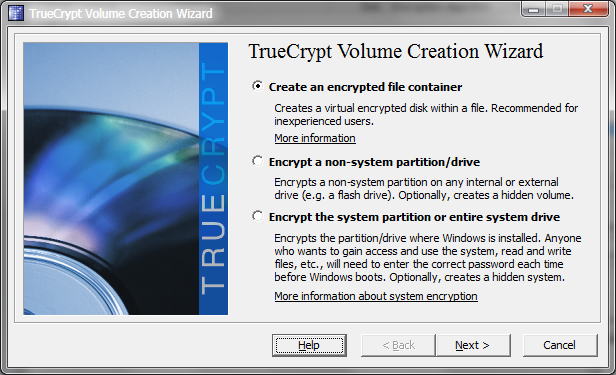 TrueCrypt Volume Creation Wizard
TRUECRYPT
TrueCrypt Volume Creation Wizard
Create an encrypted file container
Creates a virtual encrypted disk within a file. Recommended for
inexperienced users.
More information
Encrypt a non-system partition/drive
Encrypts a non-system partition on any internal or external
drive (e.g. a flash drive). Optionally, creates a hidden volume.
Encrypt the system partition or entire system drive
Encrypts the partition/drive where Windows is installed. Anyone
who wants to gain access and use the system, read and write
files, etc., will need to enter the correct password each time
before Windows boots. Optionally, creates a hidden system.
More information about system encryption
Help
< Back
Next >
Cancel